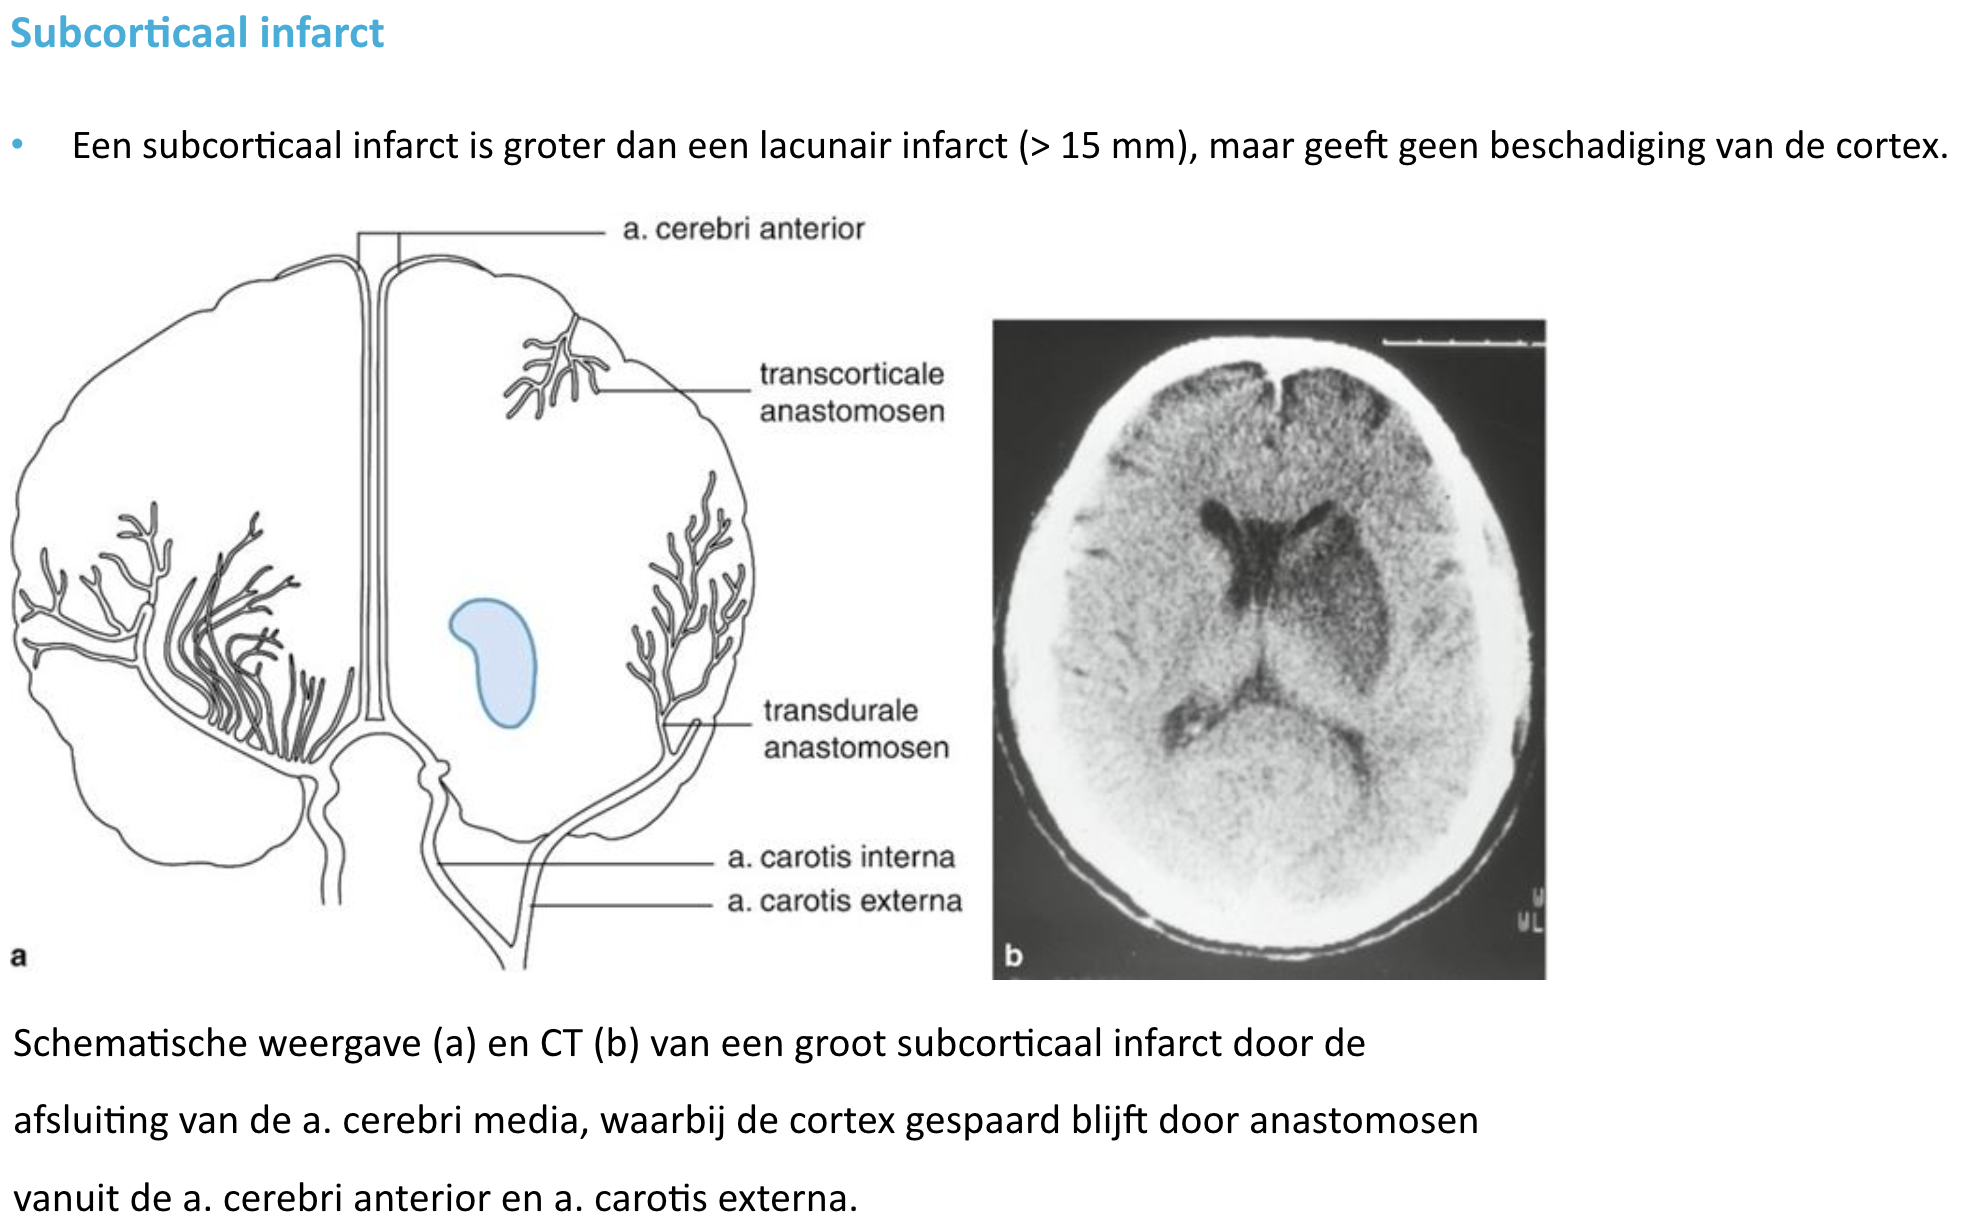 Subcorticaal infarct
• Een subcorticaal infarct is groter dan een lacunair infarct (> 15 mm), maar geeft geen beschadiging van de cortex.
a. cerebri anterior
transcorticale
anastomosen
transdurale
anastomosen
a. carotis interna
a. carotis externa
a
b
W
WL
Schematische weergave (a) en CT (b) van een groot subcorticaal infarct door de
afsluiting van de a. cerebri media, waarbij de cortex gespaard blijft door anastomosen
vanuit de a. cerebri anterior en a. carotis externa.